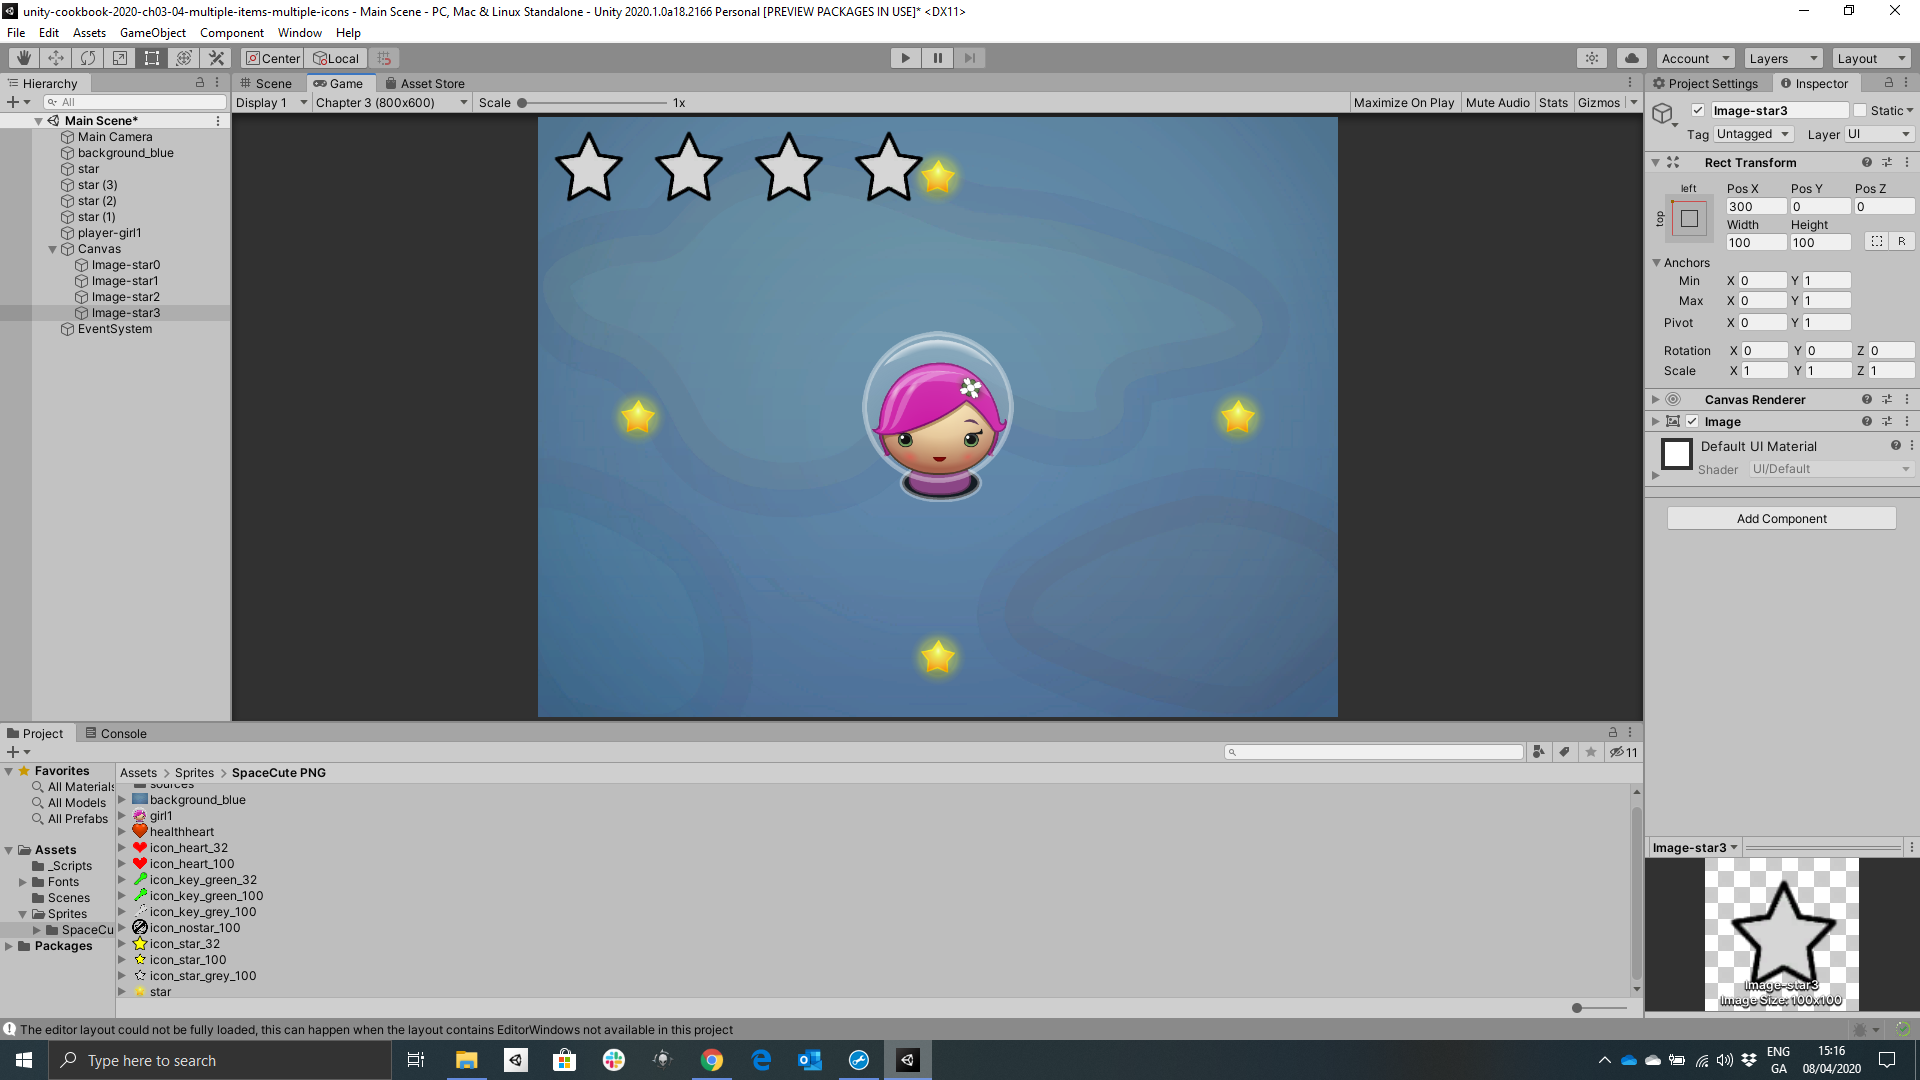 unity-cookbook-2020-ch03-04-multiple-items-multiple-icons - Main Scene - PC, Mac & Linux Standalone - Unity 2020.1.0a18.2166 Personal [PREVIEW PACKAGES IN USE]* <DX11>
File Edit Assets GameObject Component Window Help
Center Local Account Layers Layout
Hierarchy Scene Game Asset Store Project Settings Inspector
All Display 1 Chapter 3 (800x600) Scale 1x Maximize On Play Mute Audio Stats Gizmos
Main Scene*
Main Camera
background_blue
star
star (3)
star (2)
star (1)
player-girl1
Canvas
Image-star0
Image-star1
Image-star2
Image-star3
EventSystem
Image-star3 Static
Tag Untagged Layer UI
Rect Transform
left Pos X Pos Y Pos Z
top 300 0 0
Width Height
100 100 R
Anchors
Min X 0 Y 1
Max X 0 Y 1
Pivot X 0 Y 1
Rotation X 0 Y 0 Z 0
Scale X 1 Y 1 Z 1
Canvas Renderer
Image
Default UI Material
Shader UI/Default
Add Component
Project Console
11
Favorites
All Materials
All Models
All Prefabs
Assets
_Scripts
Fonts
Scenes
Sprites
SpaceCu
Packages
Assets > Sprites > SpaceCute PNG
sources
background_blue
girl1
healthheart
icon_heart_32
icon_heart_100
icon_key_green_32
icon_key_green_100
icon_key_grey_100
icon_nostar_100
icon_star_32
icon_star_100
icon_star_grey_100
star
Image-star3
Image-star3
Image Size: 100x100
The editor layout could not be fully loaded, this can happen when the layout contains EditorWindows not available in this project
Type here to search
ENG
GA
15:16
08/04/2020